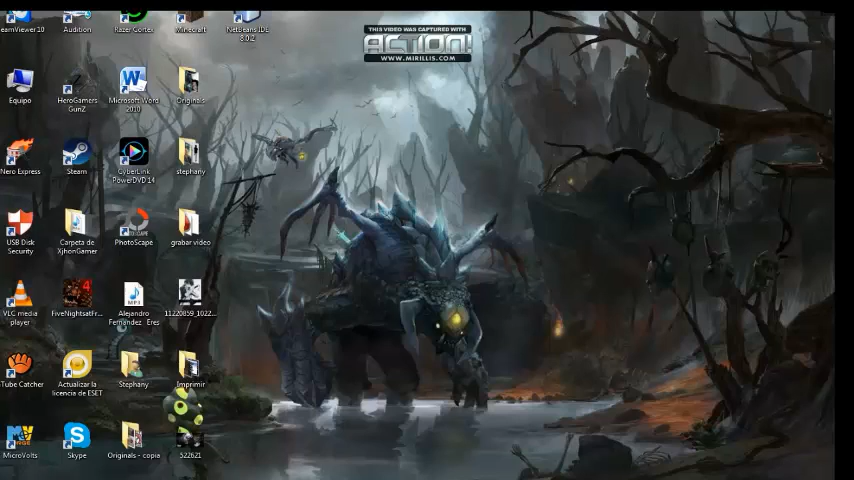 eamViewer 10
Audition
Razer Cortex
Minecraft
NetBeans IDE
8.0.2
THIS VIDEO WAS CAPTURED WITH
ACTION!
WWW.MIRILLIS.COM
Equipo
HeroGamers
GunZ
Microsoft Word
2010
Originals
Nero Express
Steam
CyberLink
PowerDVD 14
stephany
USB Disk
Security
Carpeta de
XjhonGamer
PhotoScape
grabar video
VLC media
player
FiveNightsatFr...
Alejandro
Fernandez_Eres
11220859_1022...
Tube Catcher
Actualizar la
licencia de ESET
Stephany
Imprimir
MicroVolts
Skype
Originals - copia
522621